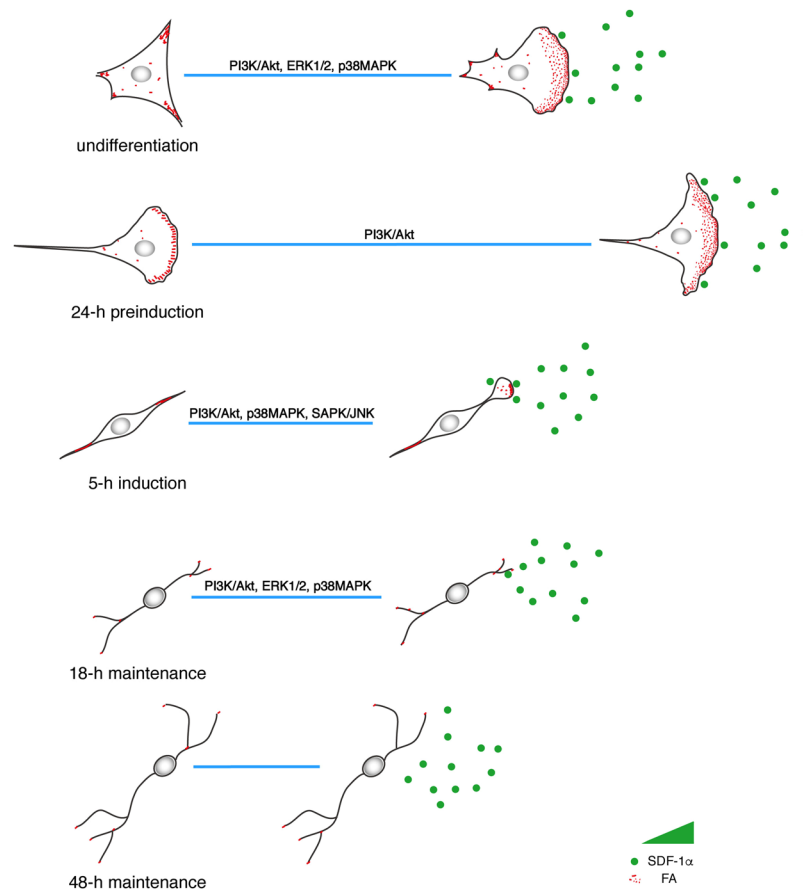 PI3K/Akt, ERK1/2, p38MAPK
undifferentiation
PI3K/Akt
24-h preinduction
PI3K/Akt, p38MAPK, SAPK/JNK
5-h induction
PI3K/Akt, ERK1/2, p38MAPK
18-h maintenance
48-h maintenance
SDF-1α
FA